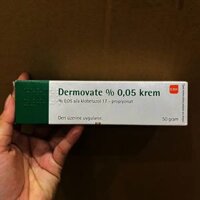 Dermovate % 0,05 krem
% 0,05 a/a klobetazol 17 - propiyonat
Deri üzerine uygulanır.
50 gram